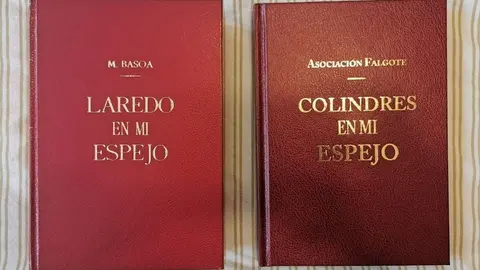 M. BASOA
LAREDO
EN MI
ESPEJO
ASOCIACIÓN FALGOTE
COLINDRES
EN MI
ESPEJO